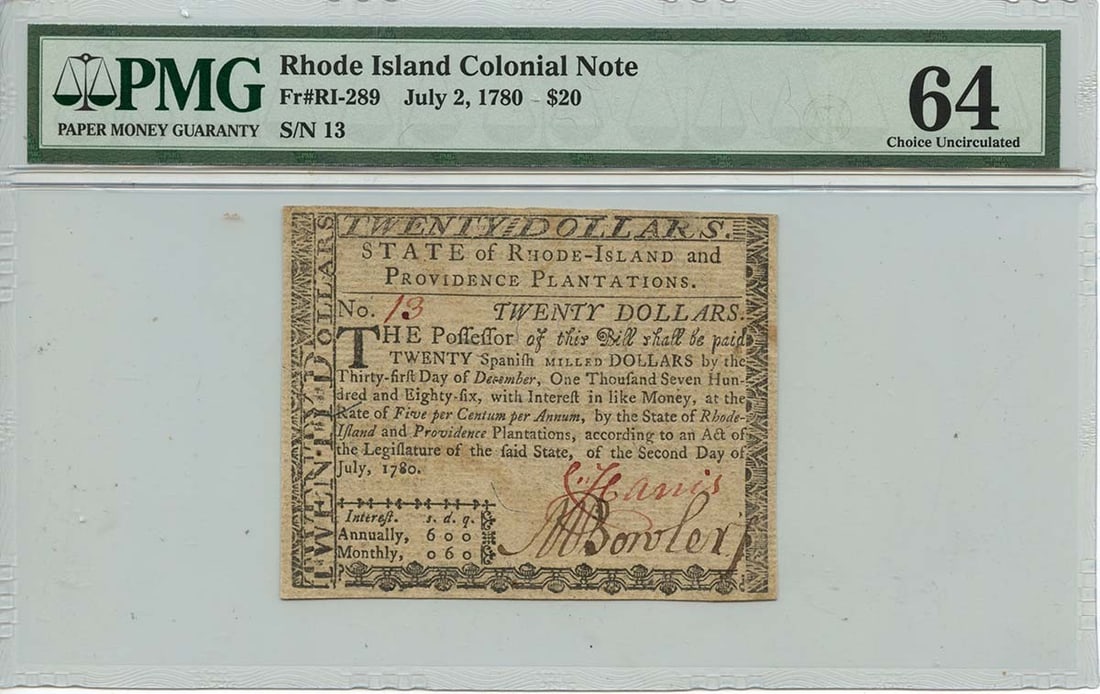 PMG
PAPER MONEY GUARANTY
Rhode Island Colonial Note
Fr#RI-289 July 2, 1780 - $20
S/N 13
64
Choice Uncirculated
TWENTY DOLLARS.
TWENTY DOLLARS
STATE of RHODE-ISLAND and
PROVIDENCE PLANTATIONS.
No. 13 TWENTY DOLLARS.
THE Poſſeſſor of this Bill shall be paid
TWENTY Spaniſh MILLED DOLLARS by the
Thirty-firſt Day of December, One Thouſand Seven Hun-
dred and Eighty-ſix, with Intereſt in like Money, at the
Rate of Five per Centum per Annum, by the State of Rhode-
Iſland and Providence Plantations, according to an Act of
the Legiſlature of the ſaid State, of the Second Day of
July, 1780.
Harris
Bowler
Intereſt. s. d. q.
Annually, 6 0 0
Monthly, 0 6 0